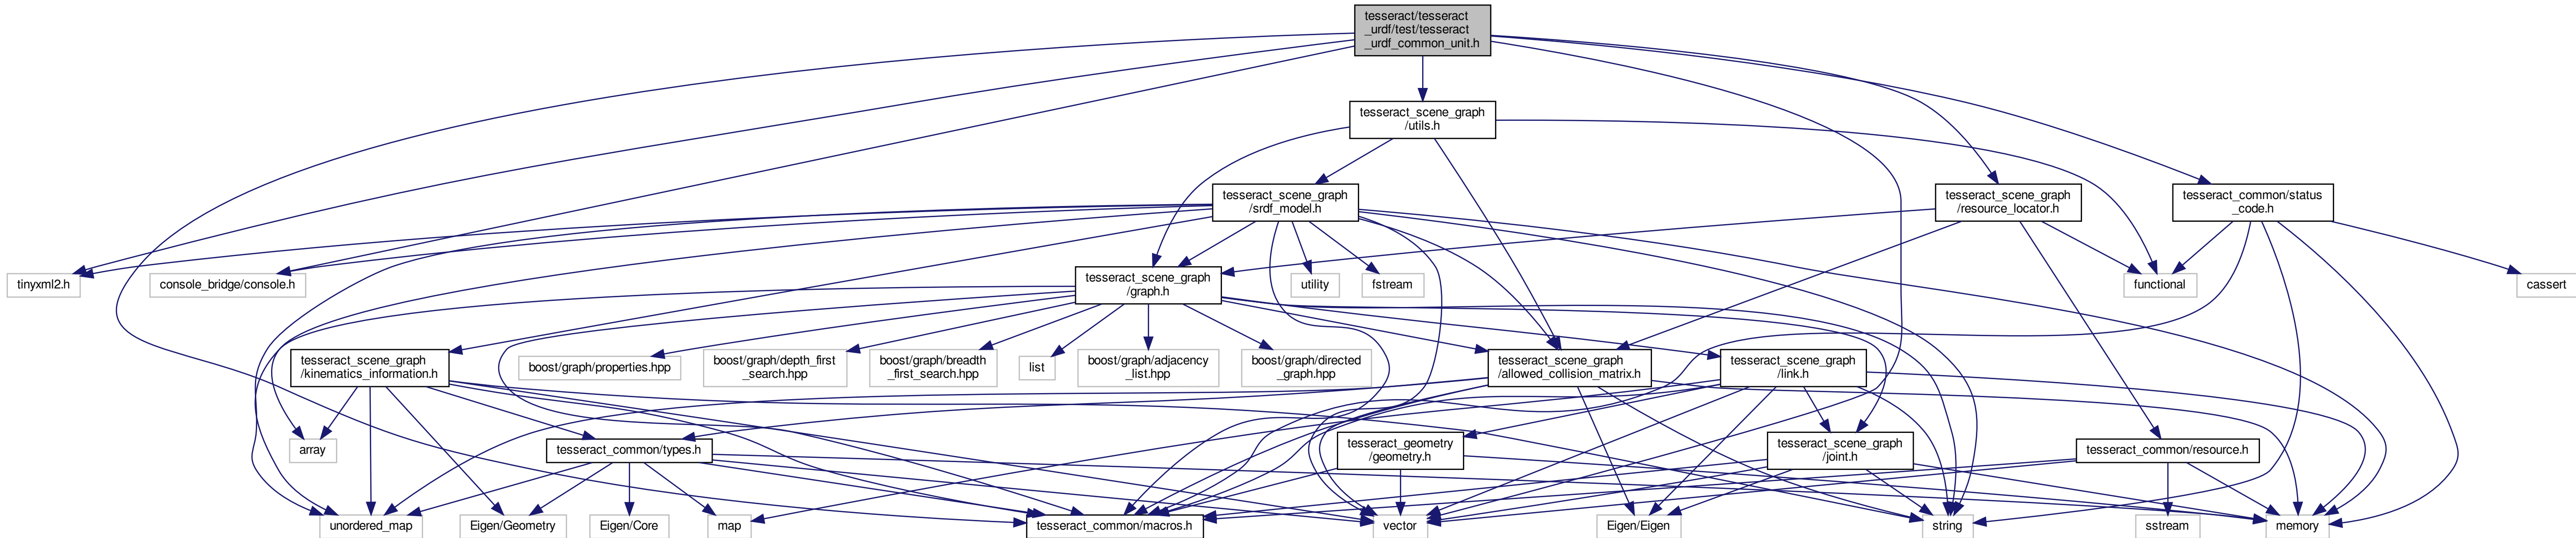 tesseract/tesseract
_urdf/test/tesseract
_urdf_common_unit.h
tesseract_scene_graph
/utils.h
tesseract_scene_graph
/srdf_model.h
tesseract_scene_graph
/resource_locator.h
tesseract_common/status
_code.h
tinyxml2.h
console_bridge/console.h
tesseract_scene_graph
/graph.h
utility
fstream
functional
cassert
tesseract_scene_graph
/kinematics_information.h
boost/graph/properties.hpp
boost/graph/depth_first
_search.hpp
boost/graph/breadth
_first_search.hpp
list
boost/graph/adjacency
_list.hpp
boost/graph/directed
_graph.hpp
tesseract_scene_graph
/allowed_collision_matrix.h
tesseract_scene_graph
/link.h
array
tesseract_common/types.h
tesseract_geometry
/geometry.h
tesseract_scene_graph
/joint.h
tesseract_common/resource.h
unordered_map
Eigen/Geometry
Eigen/Core
map
tesseract_common/macros.h
vector
Eigen/Eigen
string
sstream
memory